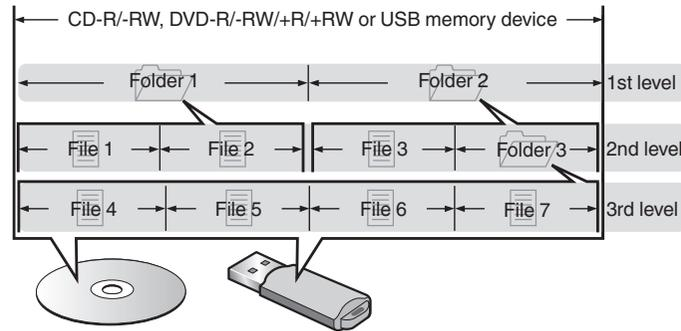 CD-R/-RW, DVD-R/-RW/+R/+RW or USB memory device
Folder 1 Folder 2 1st level
File 1 File 2 File 3 Folder 3 2nd level
File 4 File 5 File 6 File 7 3rd level